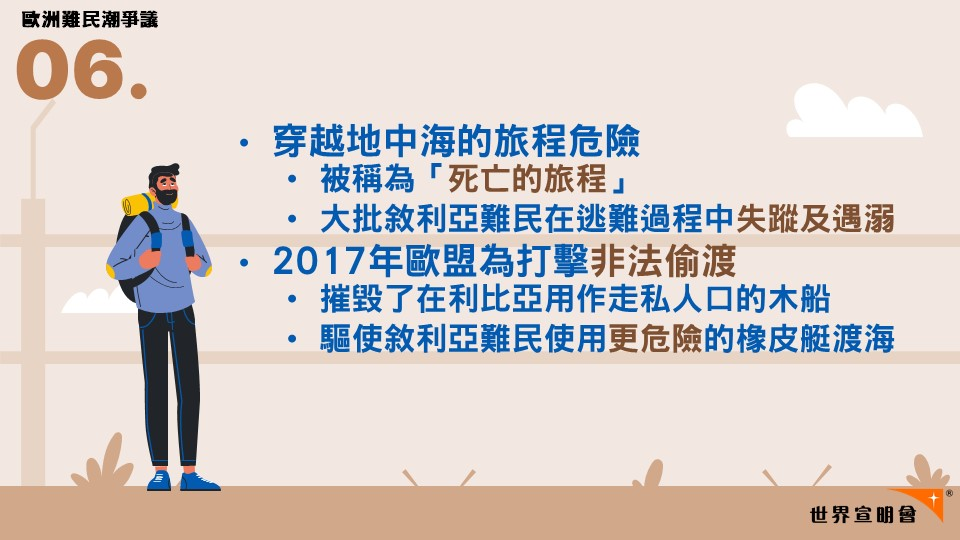 歐洲難民潮爭議
06.
• 穿越地中海的旅程危險
• 被稱為「死亡的旅程」
• 大批敘利亞難民在逃難過程中失蹤及遇溺
• 2017年歐盟為打擊非法偷渡
• 摧毀了在利比亞用作走私人口的木船
• 驅使敘利亞難民使用更危險的橡皮艇渡海
世界宣明會®